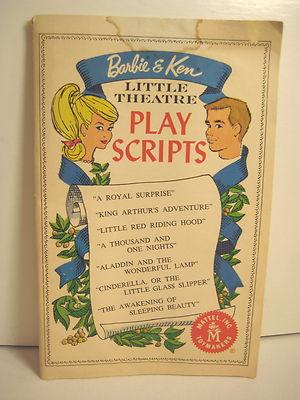 Barbie & Ken
LITTLE THEATRE
PLAY
SCRIPTS
"A ROYAL SURPRISE"
"KING ARTHUR'S ADVENTURE"
"LITTLE RED RIDING HOOD"
"A THOUSAND AND
ONE NIGHTS"
"ALADDIN AND THE
WONDERFUL LAMP"
"CINDERELLA, OR THE
LITTLE GLASS SLIPPER"
"THE AWAKENING OF
SLEEPING BEAUTY"
MATTEL, INC.
M
TOYMAKERS
®